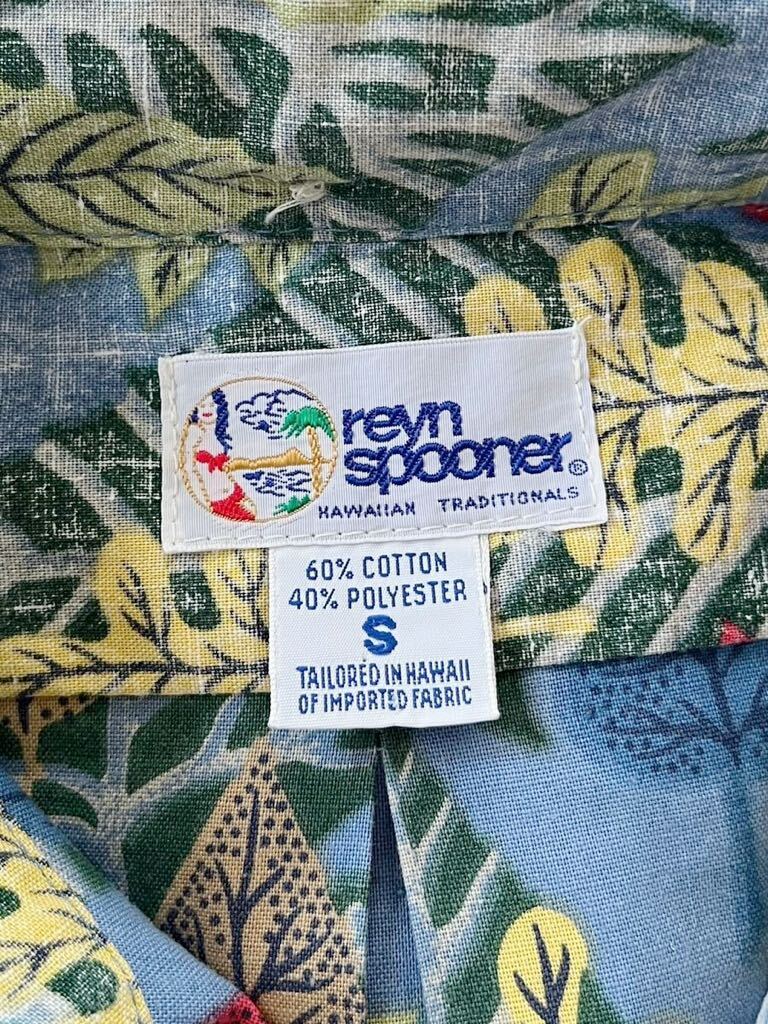 reyn
spooner®
HAWAIIAN TRADITIONALS
60% COTTON
40% POLYESTER
S
TAILORED IN HAWAII
OF IMPORTED FABRIC